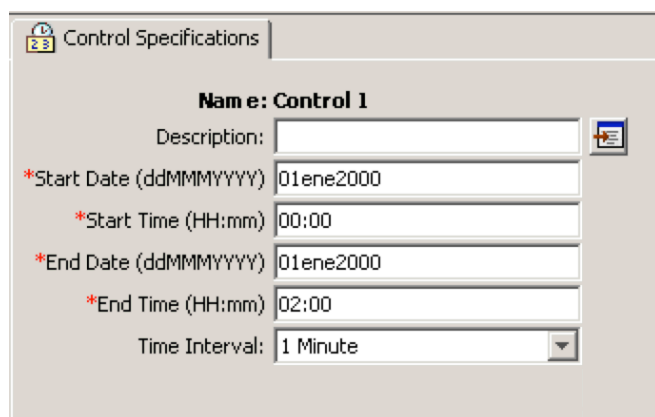 Control Specifications
Name: Control 1
Description:
*Start Date (ddMMMYYYY) 01ene2000
*Start Time (HH:mm) 00:00
*End Date (ddMMMYYYY) 01ene2000
*End Time (HH:mm) 02:00
Time Interval: 1 Minute